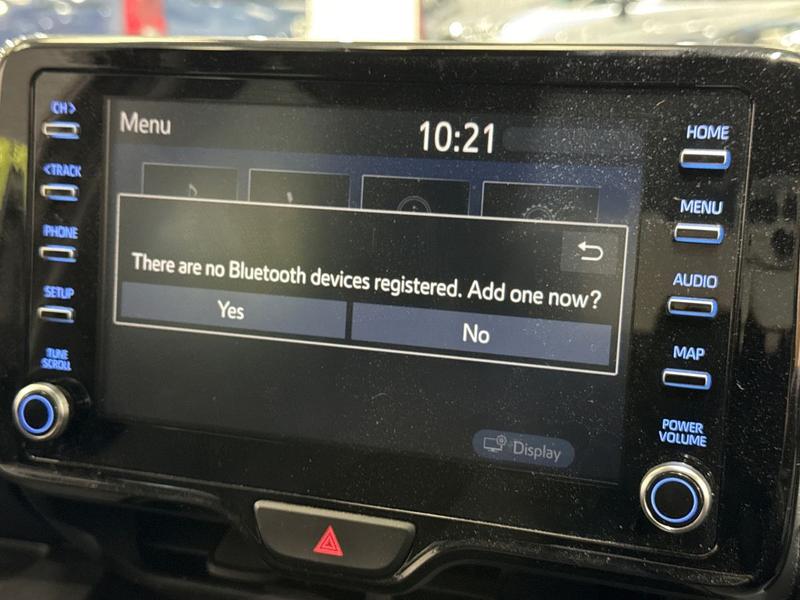 CH>
<TRACK
PHONE
SETUP
TUNE
SCROLL
Menu
10:21
There are no Bluetooth devices registered. Add one now?
Yes
No
Display
HOME
MENU
AUDIO
MAP
POWER
VOLUME